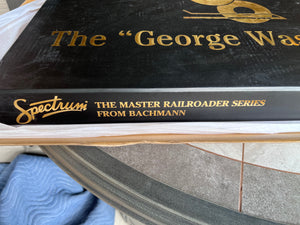 The "George Was
Spectrum THE MASTER RAILROADER SERIES
FROM BACHMANN